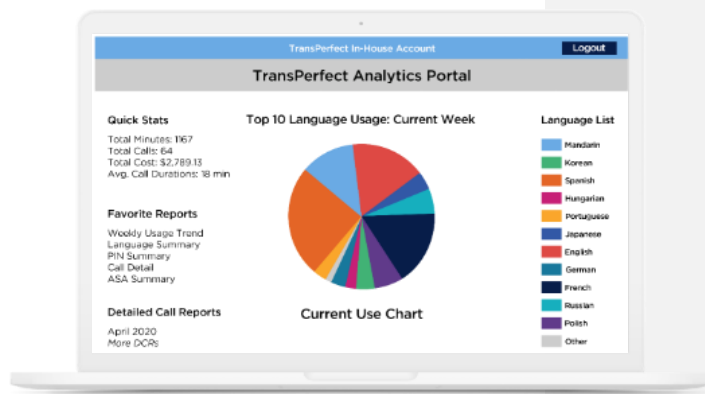 TransPerfect In-House Account
Logout
TransPerfect Analytics Portal
Quick Stats
Total Minutes: 1167
Total Calls: 64
Total Cost: $2,789.13
Avg. Call Durations: 18 min
Favorite Reports
Weekly Usage Trend
Language Summary
PIN Summary
Call Detail
ASA Summary
Detailed Call Reports
April 2020
More DCRs
Top 10 Language Usage: Current Week
Current Use Chart
Language List
Mandarin
Korean
Spanish
Hungarian
Portuguese
Japanese
English
German
French
Russian
Polish
Other